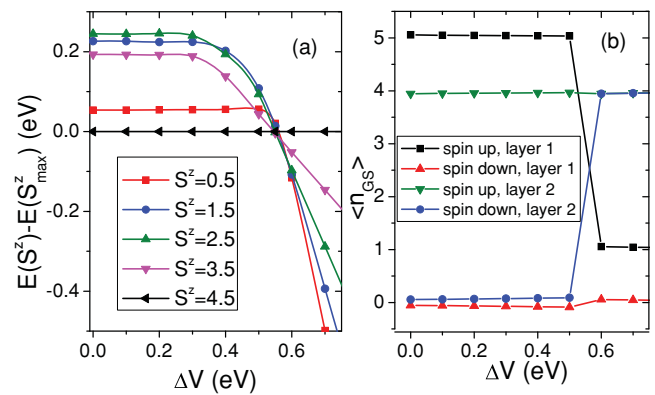 (a)
E(S^z)-E(S^z_max) (eV)
0.2
0.0
-0.2
-0.4
S^z=0.5
S^z=1.5
S^z=2.5
S^z=3.5
S^z=4.5
0.0 0.2 0.4 0.6
ΔV (eV)
(b)
<n_GS>
5
4
3
2
1
0
spin up, layer 1
spin down, layer 1
spin up, layer 2
spin down, layer 2
0.0 0.2 0.4 0.6
ΔV (eV)